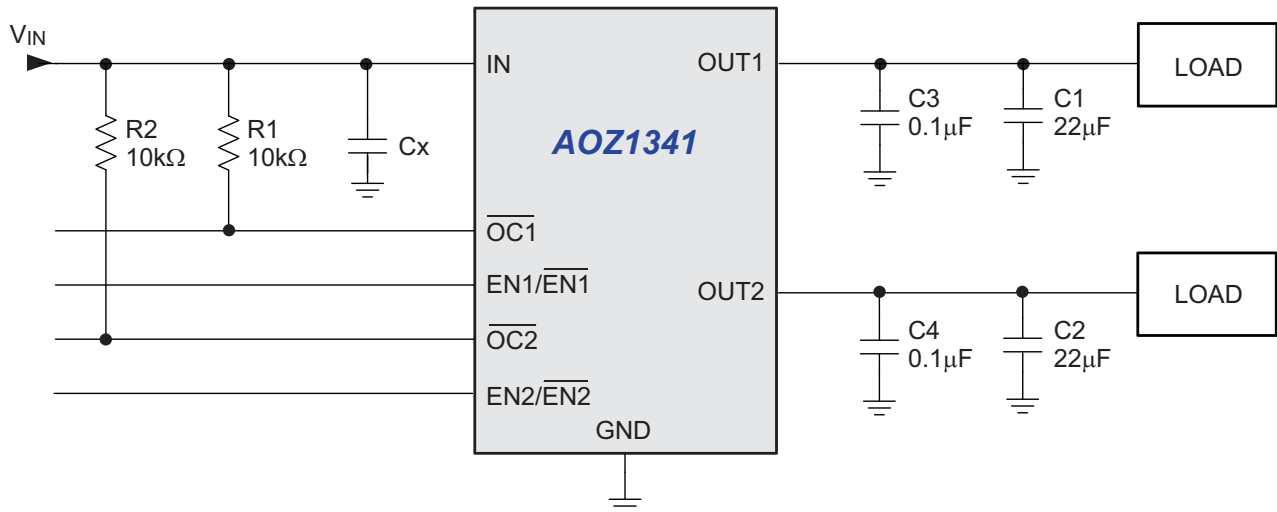 VIN
R2
10kΩ
R1
10kΩ
Cx
IN
OUT1
AOZ1341
OC1
EN1/EN1
OUT2
OC2
EN2/EN2
GND
C3
0.1μF
C1
22μF
LOAD
C4
0.1μF
C2
22μF
LOAD